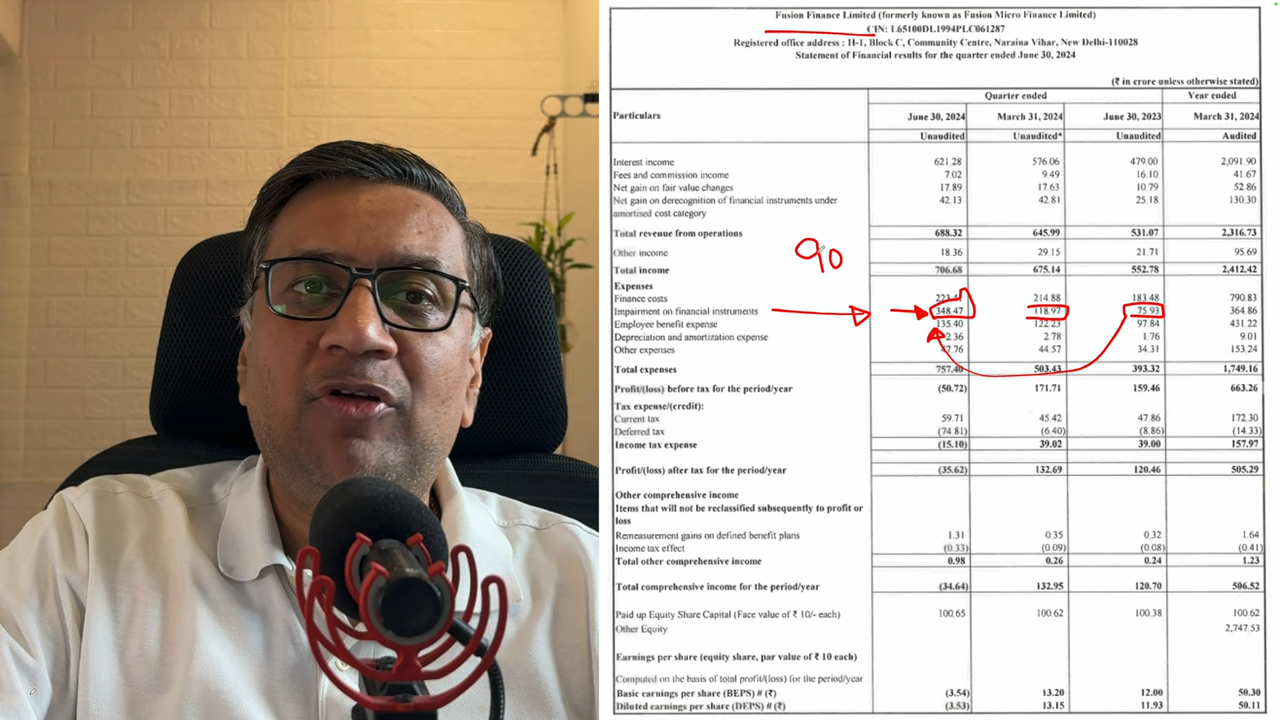 Fusion Finance Limited (formerly known as Fusion Micro Finance Limited)
CIN: L65100DL1994PLC061287
Registered office address : H-1, Block C, Community Centre, Naraina Vihar, New Delhi-110028
Statement of Financial results for the quarter ended June 30, 2024
(₹ in crore unless otherwise stated)
Particulars Quarter ended Year ended
June 30, 2024 March 31, 2024 June 30, 2023 March 31, 2024
Unaudited Unaudited* Unaudited Audited
Interest income 621.28 576.06 479.00 2,091.90
Fees and commission income 7.02 9.49 16.10 41.67
Net gain on fair value changes 17.89 17.63 10.79 52.86
Net gain on derecognition of financial instruments under amortised cost category 42.13 42.81 25.18 130.30
Total revenue from operations 688.32 645.99 531.07 2,316.73
90
Other income 18.36 29.15 21.71 95.69
Total income 706.68 675.14 552.78 2,412.42
Expenses
Finance costs 214.88 183.48 790.83
Impairment on financial instruments 348.47 118.97 75.93 364.86
Employee benefit expense 135.40 122.23 97.84 431.22
Depreciation and amortization expense 2.36 2.78 1.76 9.01
Other expenses 47.76 44.57 34.31 153.24
Total expenses 757.40 503.43 393.32 1,749.16
Profit/(loss) before tax for the period/year (50.72) 171.71 159.46 663.26
Tax expense/(credit):
Current tax 59.71 45.42 47.86 172.30
Deferred tax (74.81) (6.40) (8.86) (14.33)
Income tax expense (15.10) 39.02 39.00 157.97
Profit/(loss) after tax for the period/year (35.62) 132.69 120.46 505.29
Other comprehensive income
Items that will not be reclassified subsequently to profit or
loss
Remeasurement gains on defined benefit plans 1.31 0.35 0.32 1.64
Income tax effect (0.33) (0.09) (0.08) (0.41)
Total other comprehensive income 0.98 0.26 0.24 1.23
Total comprehensive income for the period/year (34.64) 132.95 120.70 506.52
Paid up Equity Share Capital (Face value of ₹ 10/- each) 100.65 100.62 100.38 100.62
Other Equity 2,747.53
Earnings per share (equity share, par value of ₹ 10 each)
Computed on the basis of total profit/(loss) for the period/year
Basic earnings per share (BEPS) # (₹) (3.54) 13.20 12.00 50.30
Diluted earnings per share (DEPS) # (₹) (3.53) 13.15 11.93 50.11